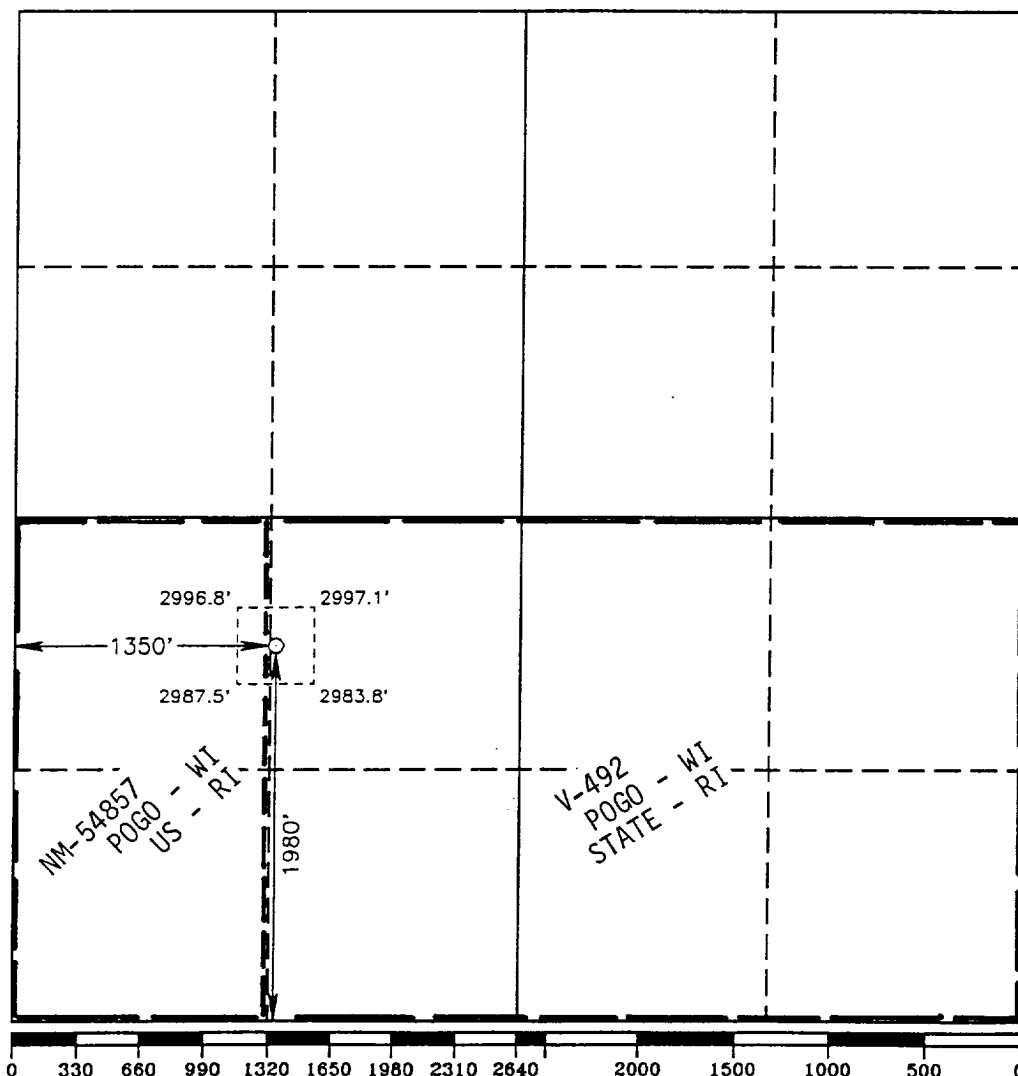 2996.8' 2997.1'
1350'
2987.5' 2983.8'
NM-54857
POGO - WI
US - RI
1980'
V-492
POGO - WI
STATE - RI
0 330 660 990 1320 1650 1980 2310 2640 2000 1500 1000 500 0